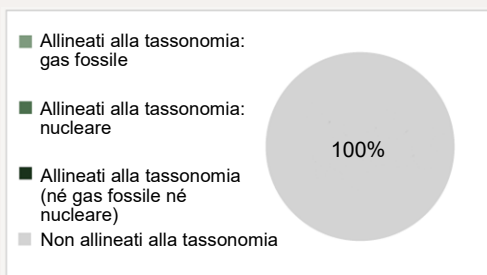 Allineati alla tassonomia:
gas fossile
Allineati alla tassonomia:
nucleare
Allineati alla tassonomia
(né gas fossile né
nucleare)
Non allineati alla tassonomia
100%